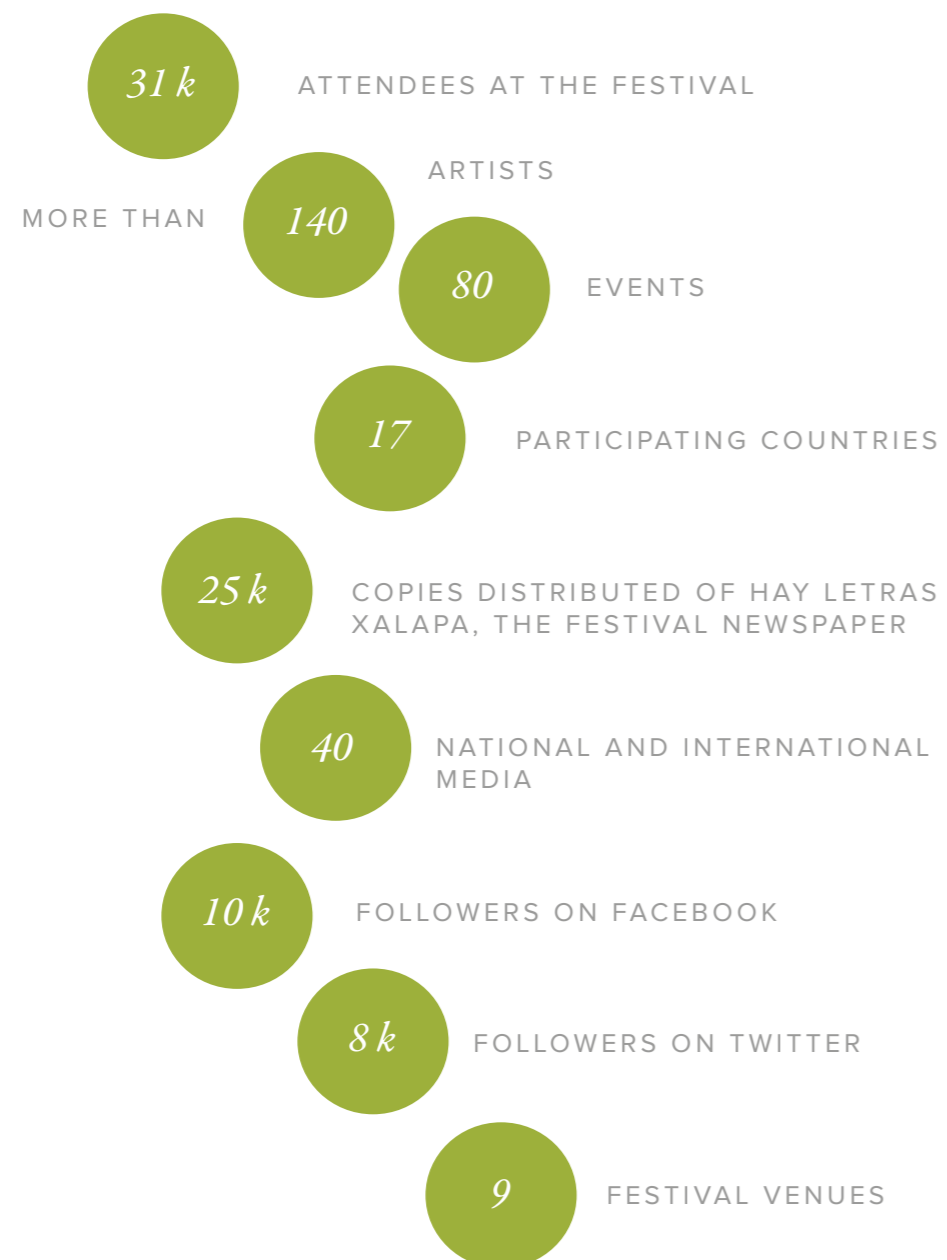 31 k ATTENDEES AT THE FESTIVAL
MORE THAN 140 ARTISTS
80 EVENTS
17 PARTICIPATING COUNTRIES
25 k COPIES DISTRIBUTED OF HAY LETRAS
XALAPA, THE FESTIVAL NEWSPAPER
40 NATIONAL AND INTERNATIONAL
MEDIA
10 k FOLLOWERS ON FACEBOOK
8 k FOLLOWERS ON TWITTER
9 FESTIVAL VENUES